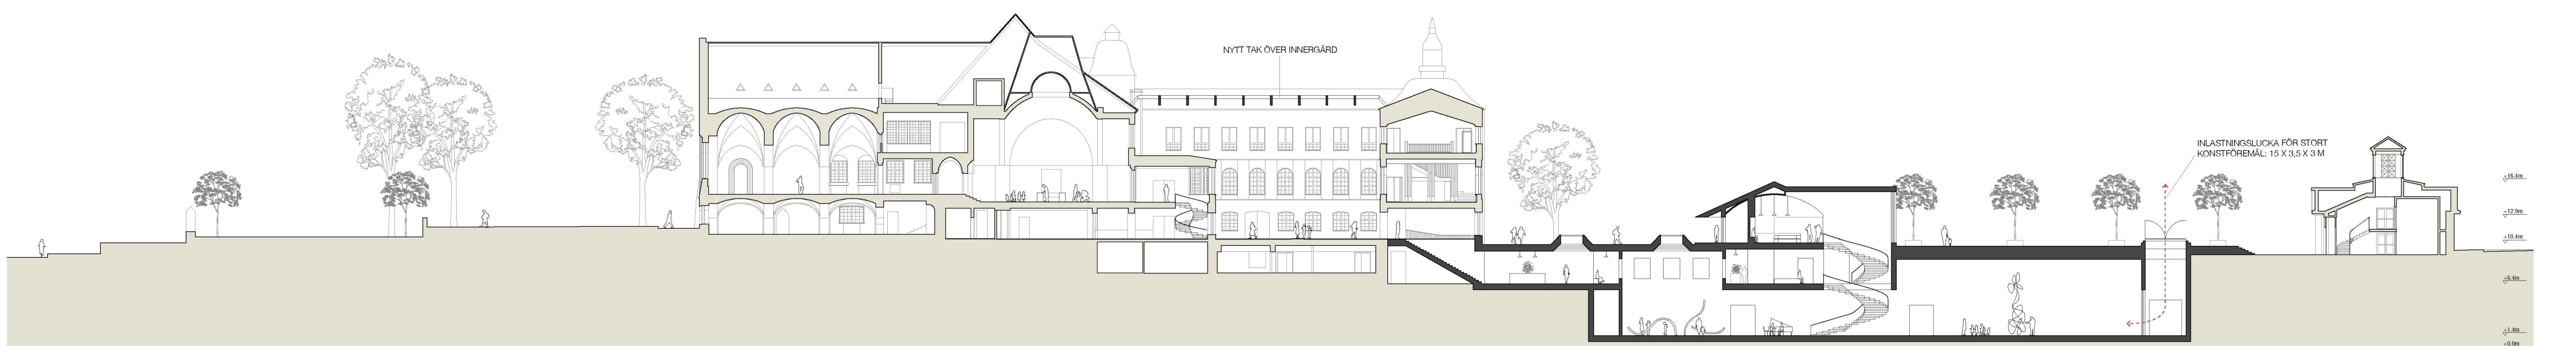 NYTT TAK ÖVER INNERGÅRD
INLASTNINGSLUCKA FÖR STORT
KONSTFÖREMÅL: 15 X 3,5 X 3 M
+16.4m
+12.9m
+10.4m
+6.4m
+1.4m
+0.0m